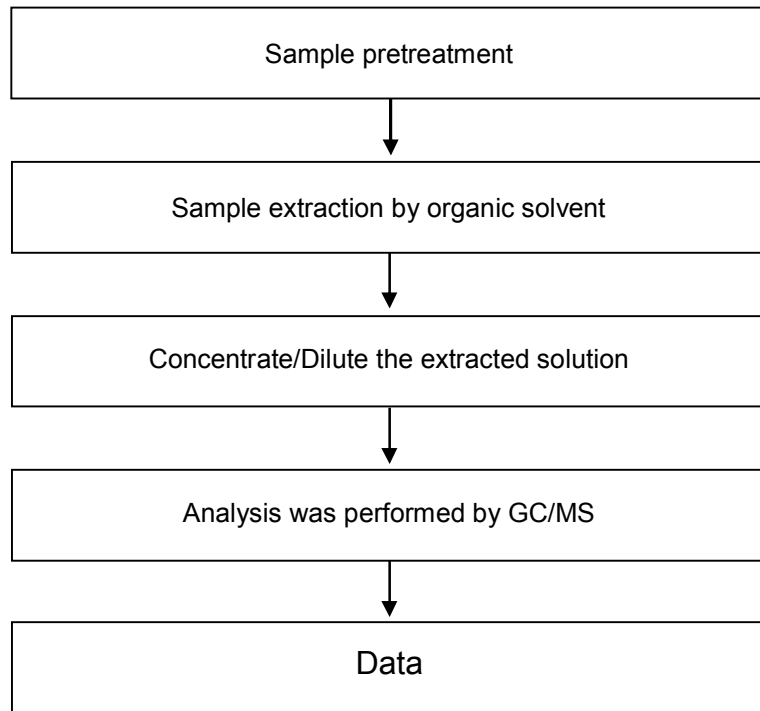 Sample pretreatment
Sample extraction by organic solvent
Concentrate/Dilute the extracted solution
Analysis was performed by GC/MS
Data